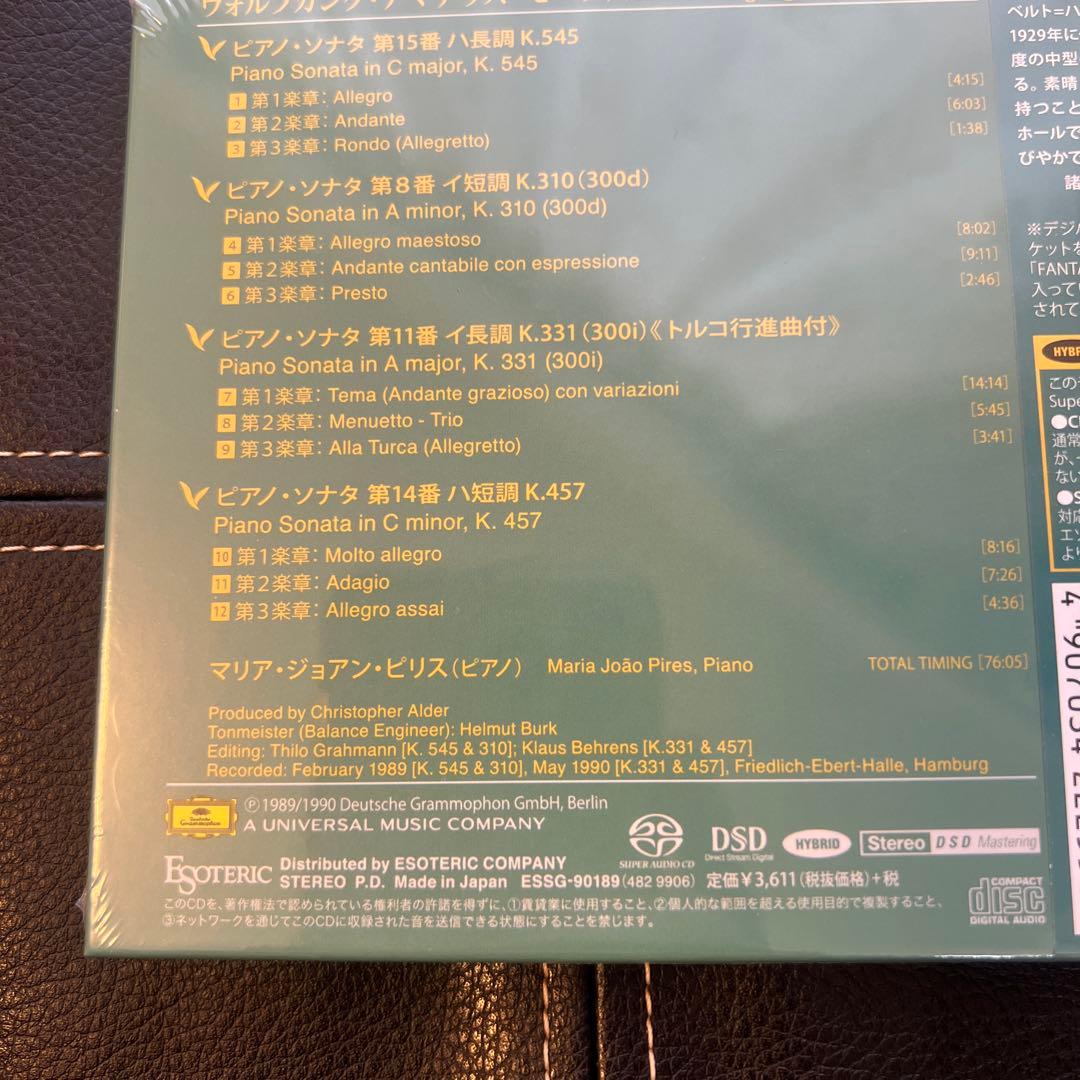 ピアノ・ソナタ 第15番 ハ長調 K.545
Piano Sonata in C major, K. 545
1 第1楽章: Allegro [4:15]
2 第2楽章: Andante [6:03]
3 第3楽章: Rondo (Allegretto) [1:38]
ピアノ・ソナタ 第8番 イ短調 K.310(300d)
Piano Sonata in A minor, K. 310 (300d)
4 第1楽章: Allegro maestoso [8:02]
5 第2楽章: Andante cantabile con espressione [9:11]
6 第3楽章: Presto [2:46]
ピアノ・ソナタ 第11番 イ長調 K.331(300i)《トルコ行進曲付》
Piano Sonata in A major, K. 331 (300i)
7 第1楽章: Tema (Andante grazioso) con variazioni [14:14]
8 第2楽章: Menuetto - Trio [5:45]
9 第3楽章: Alla Turca (Allegretto) [3:41]
ピアノ・ソナタ 第14番 ハ短調 K.457
Piano Sonata in C minor, K. 457
10 第1楽章: Molto allegro [8:16]
11 第2楽章: Adagio [7:26]
12 第3楽章: Allegro assai [4:36]
マリア・ジョアン・ピリス(ピアノ) Maria João Pires, Piano TOTAL TIMING [76:05]
Produced by Christopher Alder
Tonmeister (Balance Engineer): Helmut Burk
Editing: Thilo Grahmann [K. 545 & 310]; Klaus Behrens [K.331 & 457]
Recorded: February 1989 [K. 545 & 310], May 1990 [K.331 & 457], Friedlich-Ebert-Halle, Hamburg
Deutsche Grammophon
℗ 1989/1990 Deutsche Grammophon GmbH, Berlin
A UNIVERSAL MUSIC COMPANY
SUPER AUDIO CD
DSD
Direct Stream Digital
HYBRID
Stereo DSD Mastering
ESOTERIC
Distributed by ESOTERIC COMPANY
STEREO P.D. Made in Japan ESSG-90189 (482 9906) 定価¥3,611(税抜価格)+税
このCDを、著作権法で認められている権利者の許諾を得ずに、①賃貸業に使用すること、②個人的な範囲を超える使用目的で複製すること、
③ネットワークを通じてこのCDに収録された音を送信できる状態にすることを禁じます。
COMPACT
disc
DIGITAL AUDIO
ベルト=ハ
1929年に
度の中型
る。素晴
持つこと
ホールで
びやかで
諸
※デジ
ケットを
「FANTA
入って
されて
HYBR
この
Supe
通常
が、
ない
対応
エソ
より